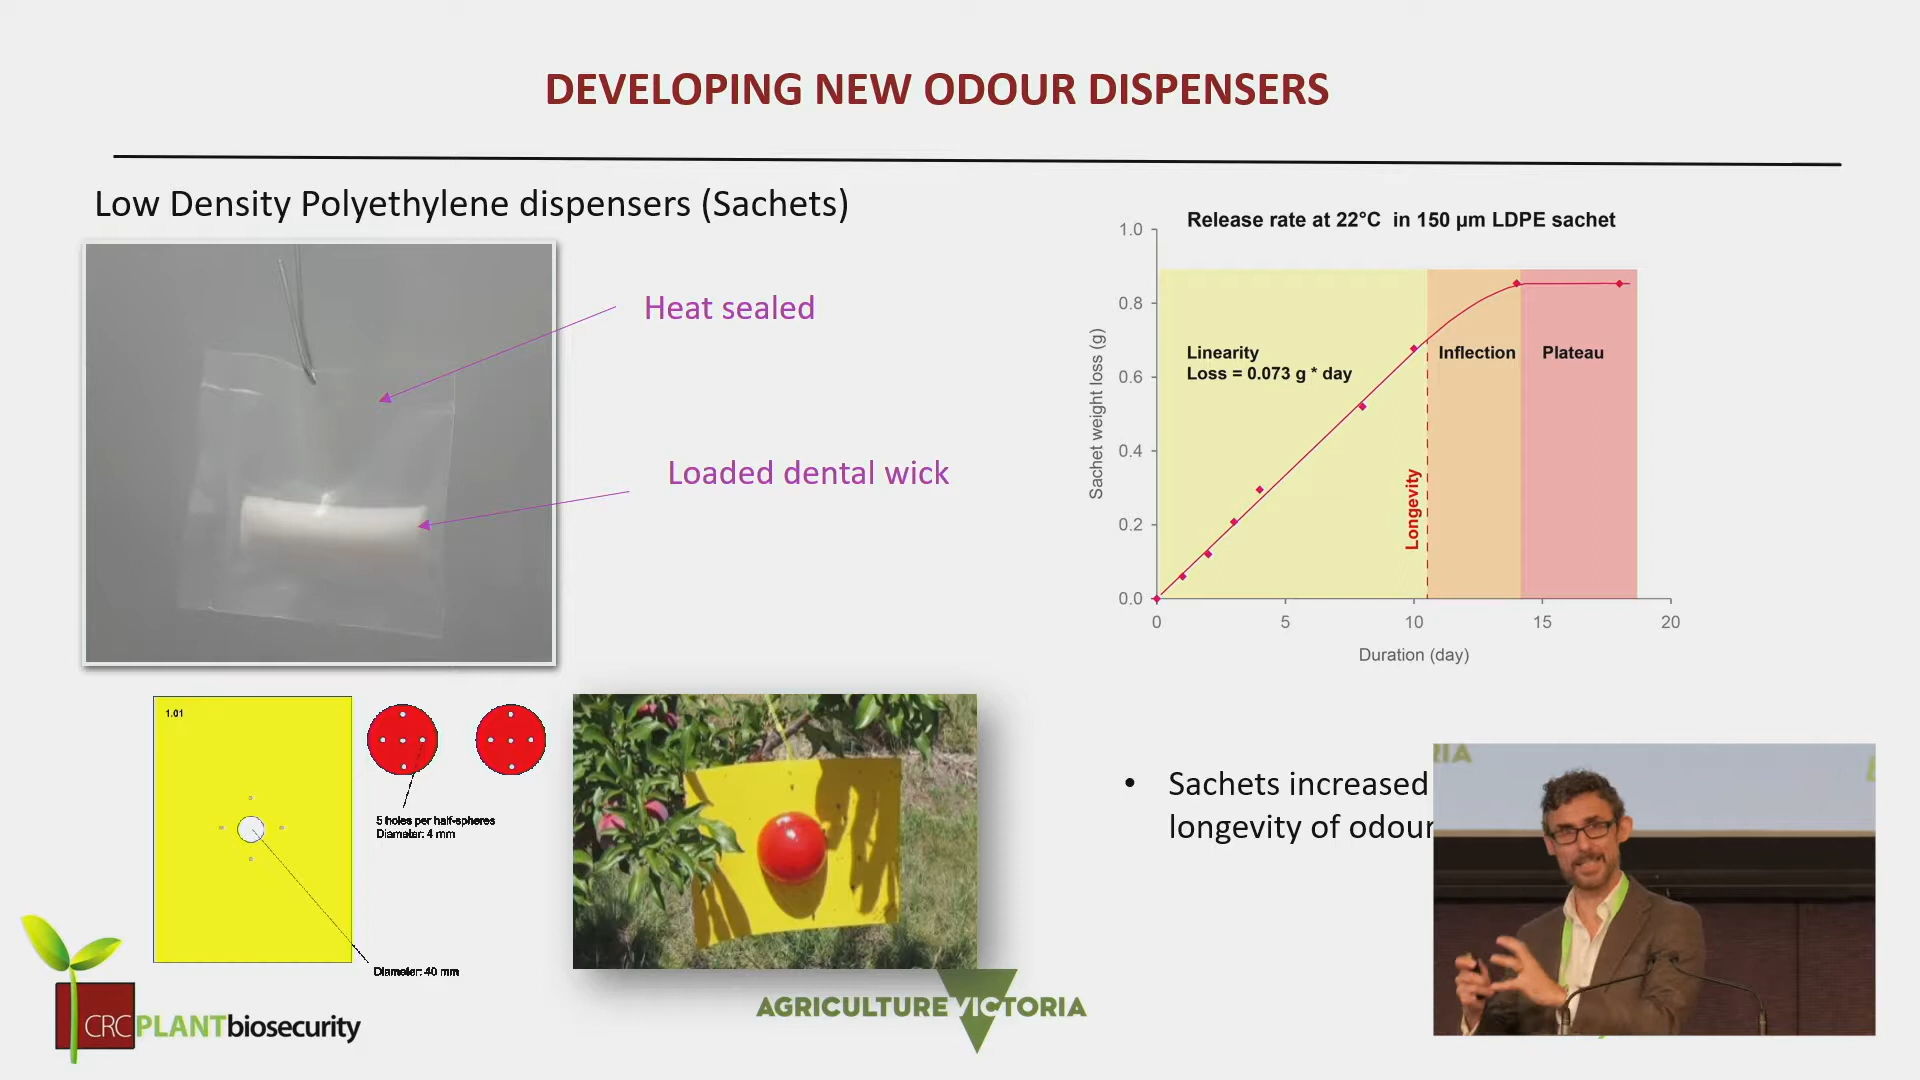 DEVELOPING NEW ODOUR DISPENSERS
Low Density Polyethylene dispensers (Sachets)
Heat sealed
Loaded dental wick
Release rate at 22°C in 150 µm LDPE sachet
1.0
0.8
0.6
0.4
0.2
0.0
Sachet weight loss (g)
Linearity
Loss = 0.073 g * day
Inflection
Plateau
Longevity
0
5
10
15
20
Duration (day)
1.01
5 holes per half-spheres
Diameter: 4 mm
Diameter: 40 mm
• Sachets increased
longevity of odour
RIA
CRCPLANTbiosecurity
AGRICULTURE VICTORIA